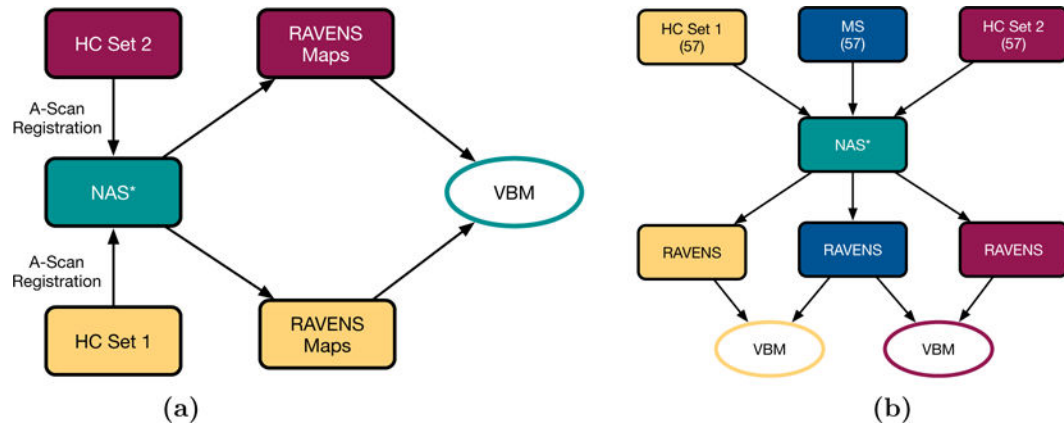 HC Set 2
RAVENS
Maps
A-Scan
Registration
NAS*
VBM
A-Scan
Registration
HC Set 1
RAVENS
Maps
(a)
HC Set 1
(57)
MS
(57)
HC Set 2
(57)
NAS*
RAVENS
RAVENS
RAVENS
VBM
VBM
(b)